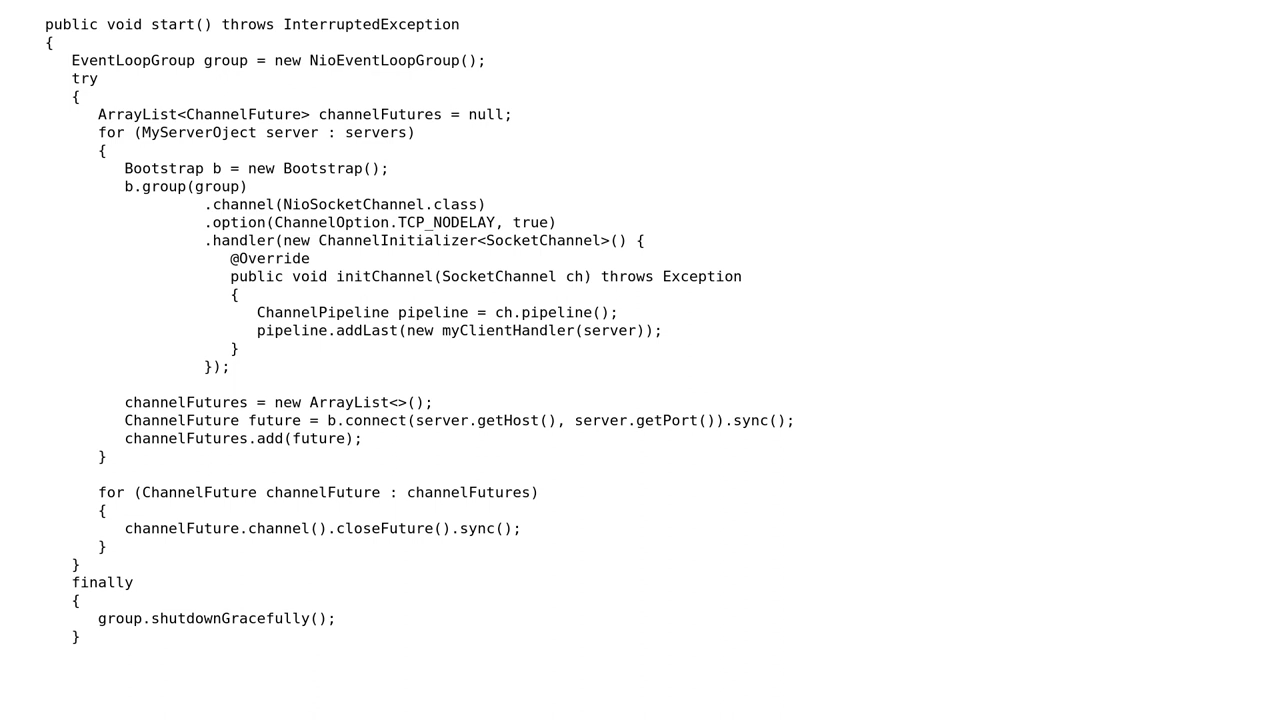 public void start() throws InterruptedException
{
   EventLoopGroup group = new NioEventLoopGroup();
   try
   {
      ArrayList<ChannelFuture> channelFutures = null;
      for (MyServerOject server : servers)
      {
         Bootstrap b = new Bootstrap();
         b.group(group)
                  .channel(NioSocketChannel.class)
                  .option(ChannelOption.TCP_NODELAY, true)
                  .handler(new ChannelInitializer<SocketChannel>() {
                     @Override
                     public void initChannel(SocketChannel ch) throws Exception
                     {
                        ChannelPipeline pipeline = ch.pipeline();
                        pipeline.addLast(new myClientHandler(server));
                     }
                  });

         channelFutures = new ArrayList<>();
         ChannelFuture future = b.connect(server.getHost(), server.getPort()).sync();
         channelFutures.add(future);
      }

      for (ChannelFuture channelFuture : channelFutures)
      {
         channelFuture.channel().closeFuture().sync();
      }
   }
   finally
   {
      group.shutdownGracefully();
   }